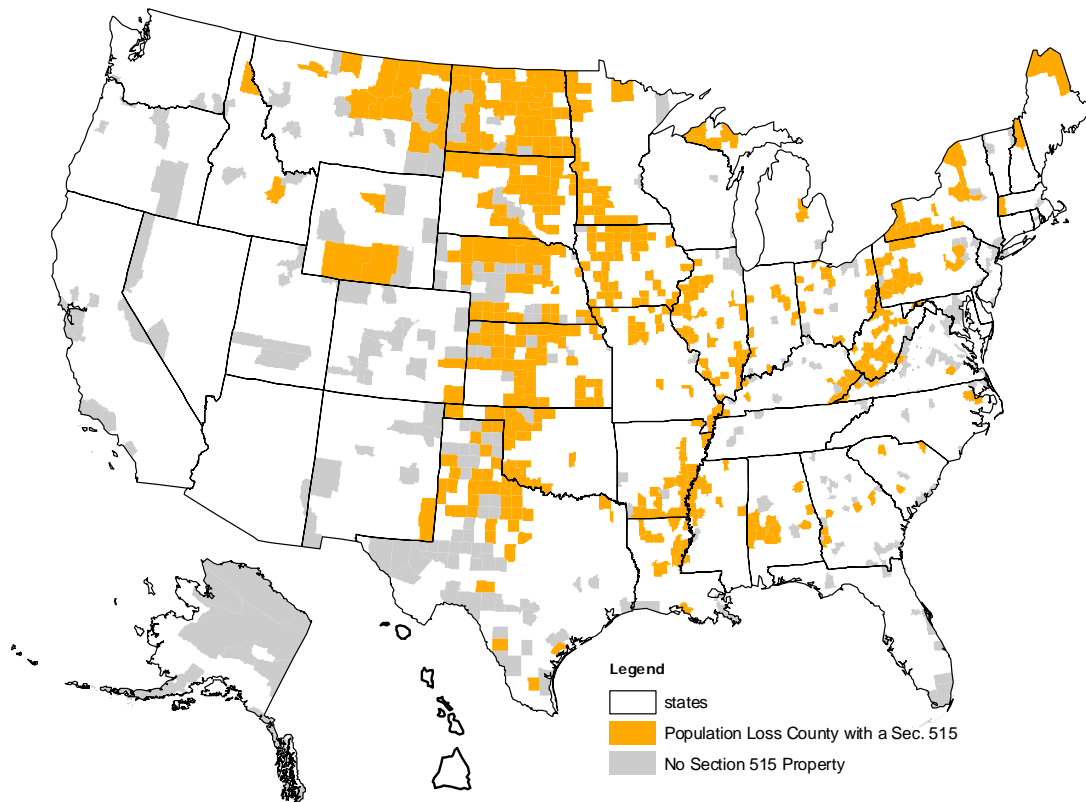 Legend
states
Population Loss County with a Sec. 515
No Section 515 Property